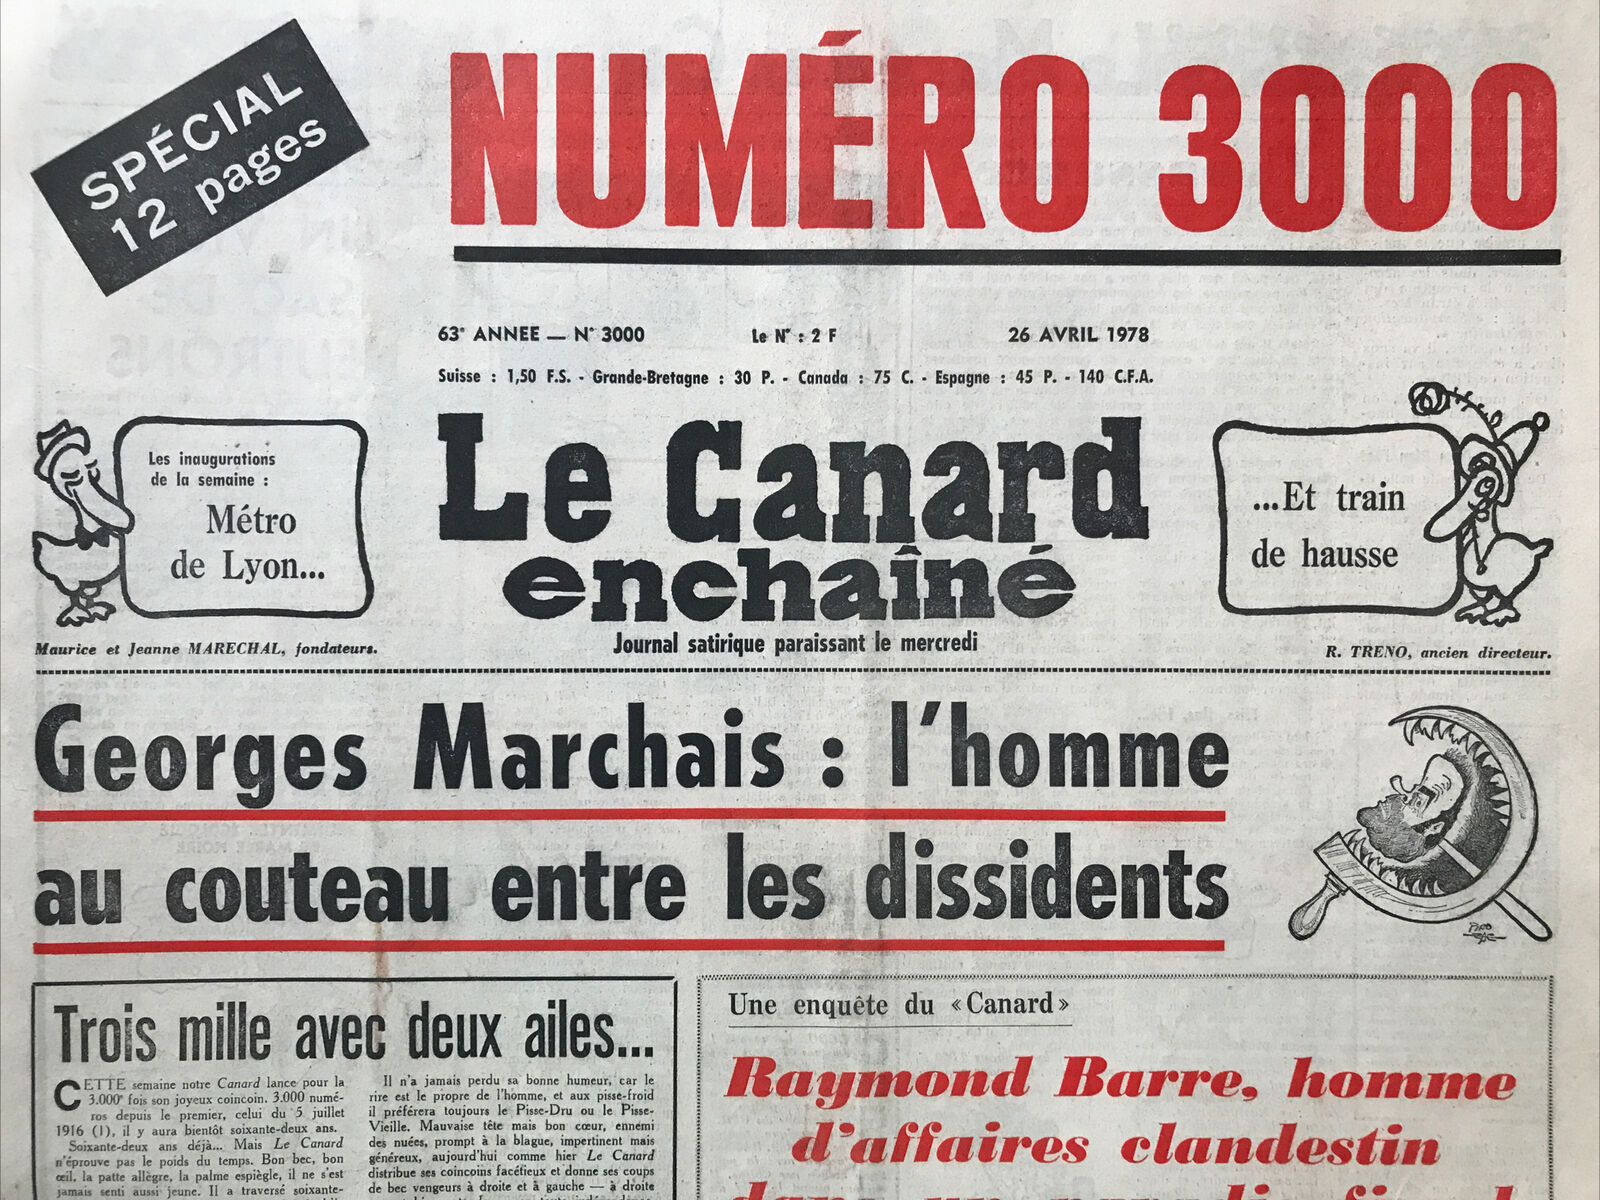 SPÉCIAL
12 pages
NUMÉRO 3000
63e ANNEE — N° 3000 Le N° : 2 F 26 AVRIL 1978
Suisse : 1,50 F.S. - Grande-Bretagne : 30 P. - Canada : 75 C. - Espagne : 45 P. - 140 C.F.A.
Les inaugurations
de la semaine :
Métro
de Lyon...
Le Canard
enchaîné
Journal satirique paraissant le mercredi
...Et train
de hausse
Maurice et Jeanne MARECHAL, fondateurs.
R. TRENO, ancien directeur.
Georges Marchais : l'homme
au couteau entre les dissidents
Trois mille avec deux ailes...
CETTE semaine notre Canard lance pour la
3.000e fois son joyeux coincoin. 3.000 numé-
ros depuis le premier, celui du 5 juillet
1916 (1), il y aura bientôt soixante-deux ans.
Soixante-deux ans déjà... Mais Le Canard
n'éprouve pas le poids du temps. Bon bec, bon
œil, la patte allègre, la palme espiègle, il ne s'est
jamais senti aussi jeune. Il a traversé soixante-
Il n'a jamais perdu sa bonne humeur, car le
rire est le propre de l'homme, et aux pisse-froid
il préférera toujours le Pisse-Dru ou le Pisse-
Vieille. Mauvaise tête mais bon cœur, ennemi
des nuées, prompt à la blague, impertinent mais
généreux, aujourd'hui comme hier Le Canard
distribue ses coincoins facétieux et donne ses coups
de bec vengeurs à droite et à gauche — à droite
Une enquête du «Canard»
Raymond Barre, homme
d'affaires clandestin